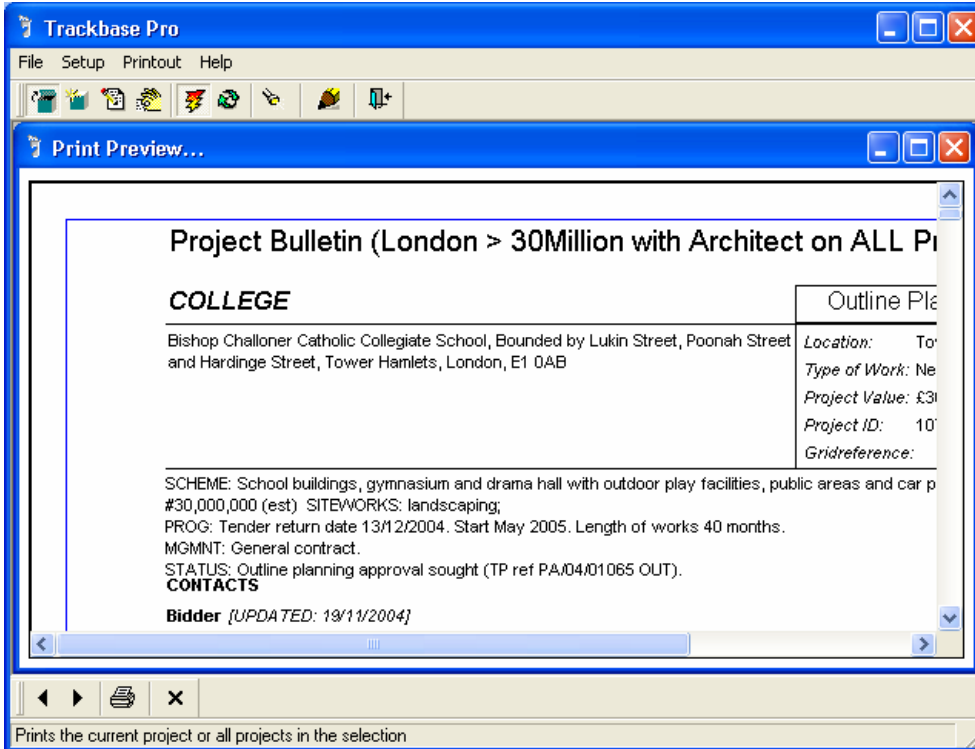 Trackbase Pro
File Setup Printout Help
Print Preview...
Project Bulletin (London > 30Million with Architect on ALL Pr
COLLEGE
Outline Pla
Bishop Challoner Catholic Collegiate School, Bounded by Lukin Street, Poonah Street
and Hardinge Street, Tower Hamlets, London, E1 0AB
Location: To
Type of Work: Ne
Project Value: £30
Project ID: 107
Gridreference:
SCHEME: School buildings, gymnasium and drama hall with outdoor play facilities, public areas and car p
#30,000,000 (est) SITEWORKS: landscaping;
PROG: Tender return date 13/12/2004. Start May 2005. Length of works 40 months.
MGMNT: General contract.
STATUS: Outline planning approval sought (TP ref PA/04/01065 OUT).
CONTACTS
Bidder [UPDATED: 19/11/2004]
Prints the current project or all projects in the selection